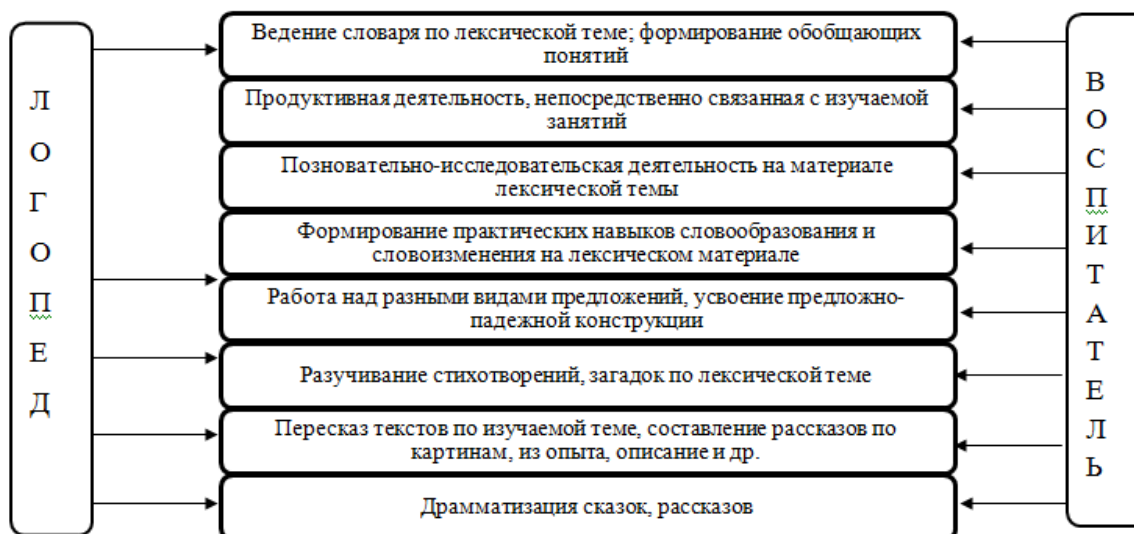 ЛОГОПЕД
Ведение словаря по лексической теме; формирование обобщающих
понятий
Продуктивная деятельность, непосредственно связанная с изучаемой
занятий
Позновательно-исследовательская деятельность на материале
лексической темы
Формирование практических навыков словообразования и
словоизменения на лексическом материале
Работа над разными видами предложений, усвоение предложно-
падежной конструкции
Разучивание стихотворений, загадок по лексической теме
Пересказ текстов по изучаемой теме, составление рассказов по
картинам, из опыта, описание и др.
Драмматизация сказок, рассказов
ВОСПИТАТЕЛЬ